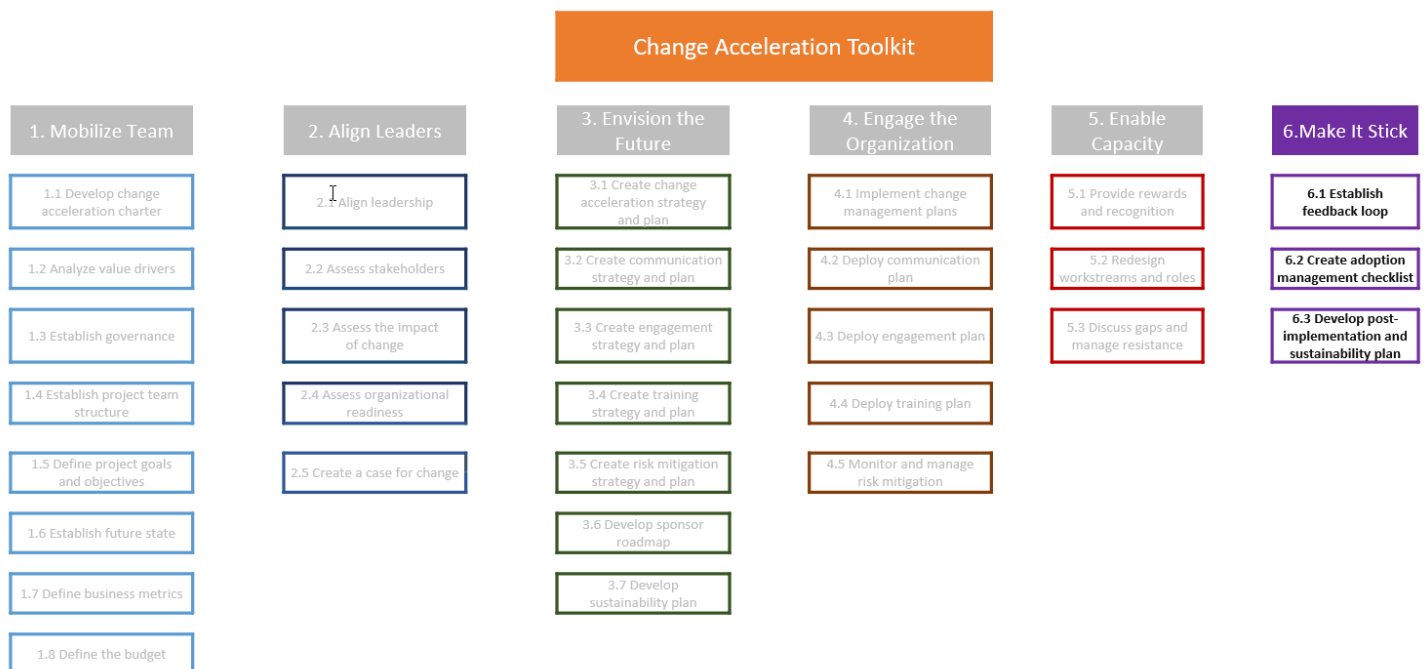 Change Acceleration Toolkit
1. Mobilize Team
1.1 Develop change
acceleration charter
1.2 Analyze value drivers
1.3 Establish governance
1.4 Establish project team
structure
1.5 Define project goals
and objectives
1.6 Establish future state
1.7 Define business metrics
1.8 Define the budget
2. Align Leaders
2.1 Align leadership
2.2 Assess stakeholders
2.3 Assess the impact
of change
2.4 Assess organizational
readiness
2.5 Create a case for change
3. Envision the
Future
3.1 Create change
acceleration strategy
and plan
3.2 Create communication
strategy and plan
3.3 Create engagement
strategy and plan
3.4 Create training
strategy and plan
3.5 Create risk mitigation
strategy and plan
3.6 Develop sponsor
roadmap
3.7 Develop
sustainability plan
4. Engage the
Organization
4.1 Implement change
management plans
4.2 Deploy communication
plan
4.3 Deploy engagement plan
4.4 Deploy training plan
4.5 Monitor and manage
risk mitigation
5. Enable
Capacity
5.1 Provide rewards
and recognition
5.2 Redesign
workstreams and roles
5.3 Discuss gaps and
manage resistance
6.Make It Stick
6.1 Establish
feedback loop
6.2 Create adoption
management checklist
6.3 Develop post-
implementation and
sustainability plan